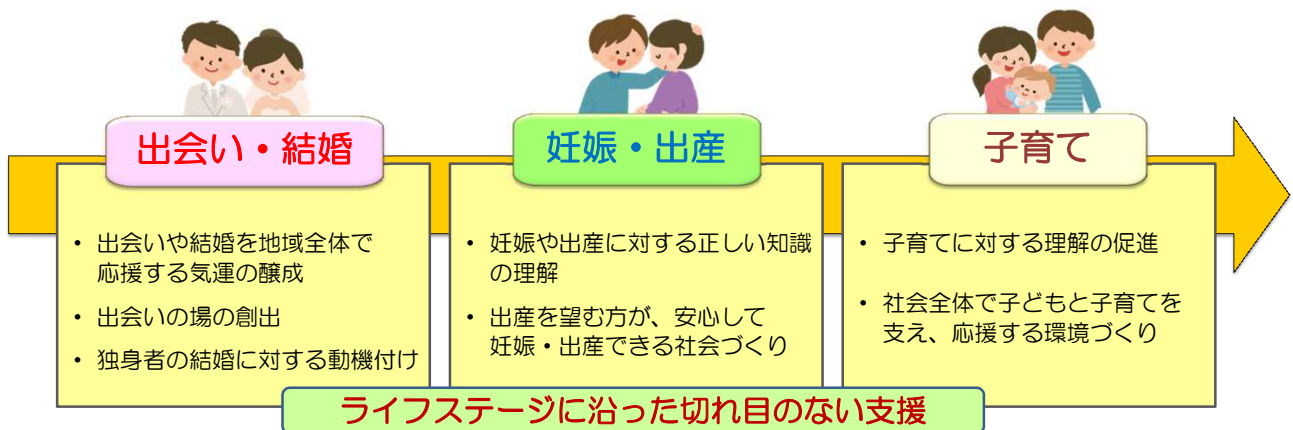 出会い・結婚
・ 出会いや結婚を地域全体で
応援する気運の醸成
・ 出会いの場の創出
・ 独身者の結婚に対する動機付け
妊娠・出産
・ 妊娠や出産に対する正しい知識
の理解
・ 出産を望む方が、安心して
妊娠・出産できる社会づくり
子育て
・ 子育てに対する理解の促進
・ 社会全体で子どもと子育てを
支え、応援する環境づくり
ライフステージに沿った切れ目のない支援